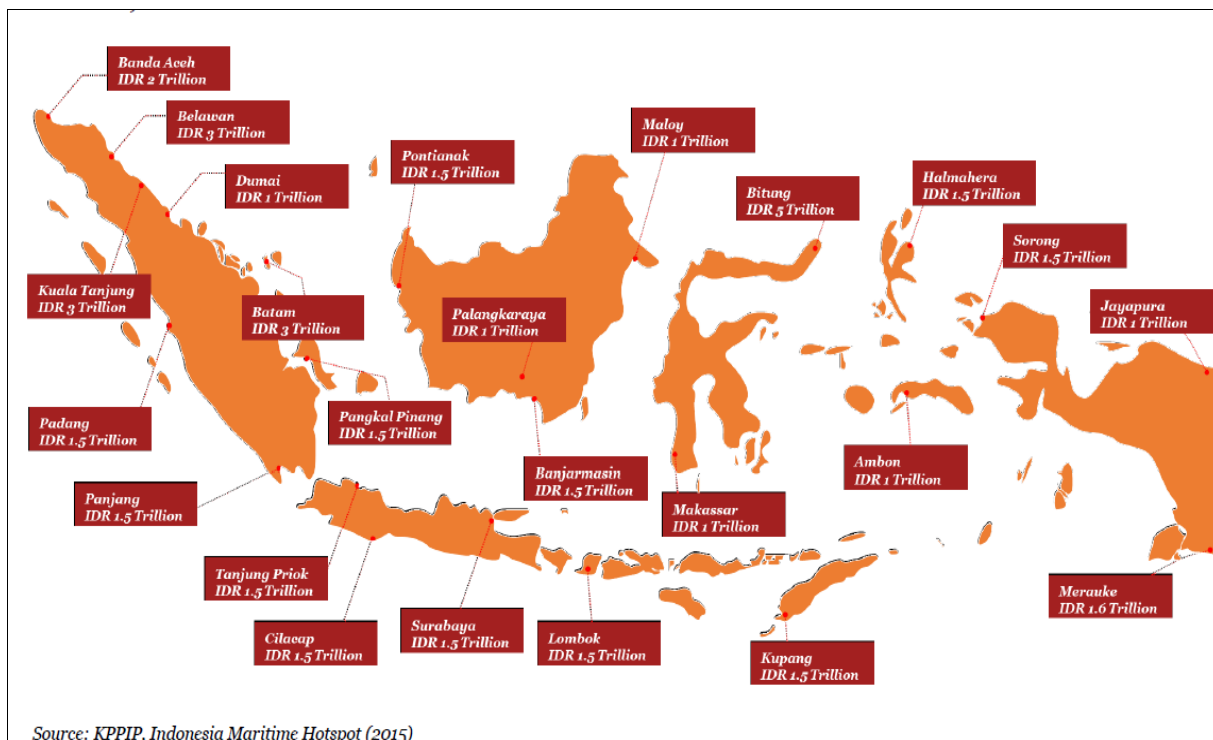 Banda Aceh
IDR 2 Trillion
Belawan
IDR 3 Trillion
Dumai
IDR 1 Trillion
Kuala Tanjung
IDR 3 Trillion
Batam
IDR 3 Trillion
Padang
IDR 1.5 Trillion
Pangkal Pinang
IDR 1.5 Trillion
Panjang
IDR 1.5 Trillion
Tanjung Priok
IDR 1.5 Trillion
Cilacap
IDR 1.5 Trillion
Surabaya
IDR 1.5 Trillion
Lombok
IDR 1.5 Trillion
Pontianak
IDR 1.5 Trillion
Palangkaraya
IDR 1 Trillion
Banjarmasin
IDR 1.5 Trillion
Maloy
IDR 1 Trillion
Makassar
IDR 1 Trillion
Bitung
IDR 5 Trillion
Halmahera
IDR 1.5 Trillion
Sorong
IDR 1.5 Trillion
Jayapura
IDR 1 Trillion
Ambon
IDR 1 Trillion
Kupang
IDR 1.5 Trillion
Merauke
IDR 1.6 Trillion
Source: KPPIP, Indonesia Maritime Hotspot (2015)